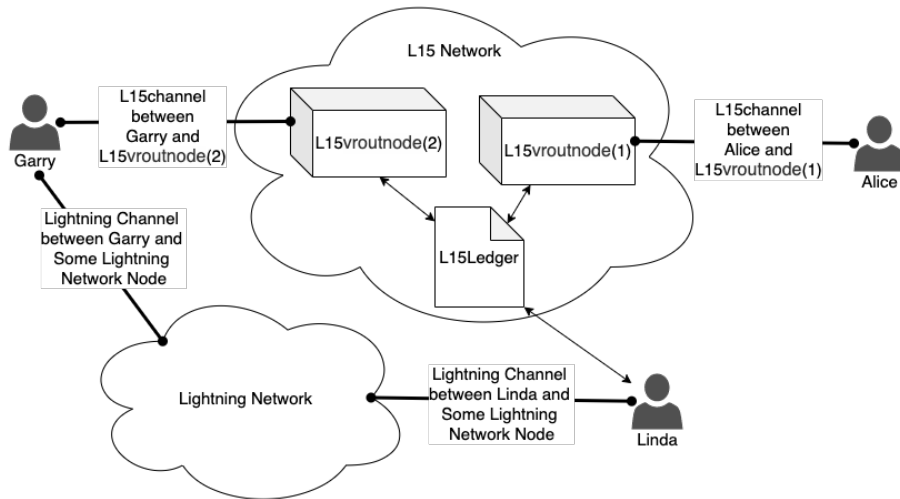 L15 Network
L15channel
between
Garry and
L15vroutnode(2)
Garry
L15vroutnode(2)
L15vroutnode(1)
L15channel
between
Alice and
L15vroutnode(1)
Alice
Lightning Channel
between Garry and
Some Lightning
Network Node
L15Ledger
Lightning Network
Lightning Channel
between Linda and
Some Lightning
Network Node
Linda